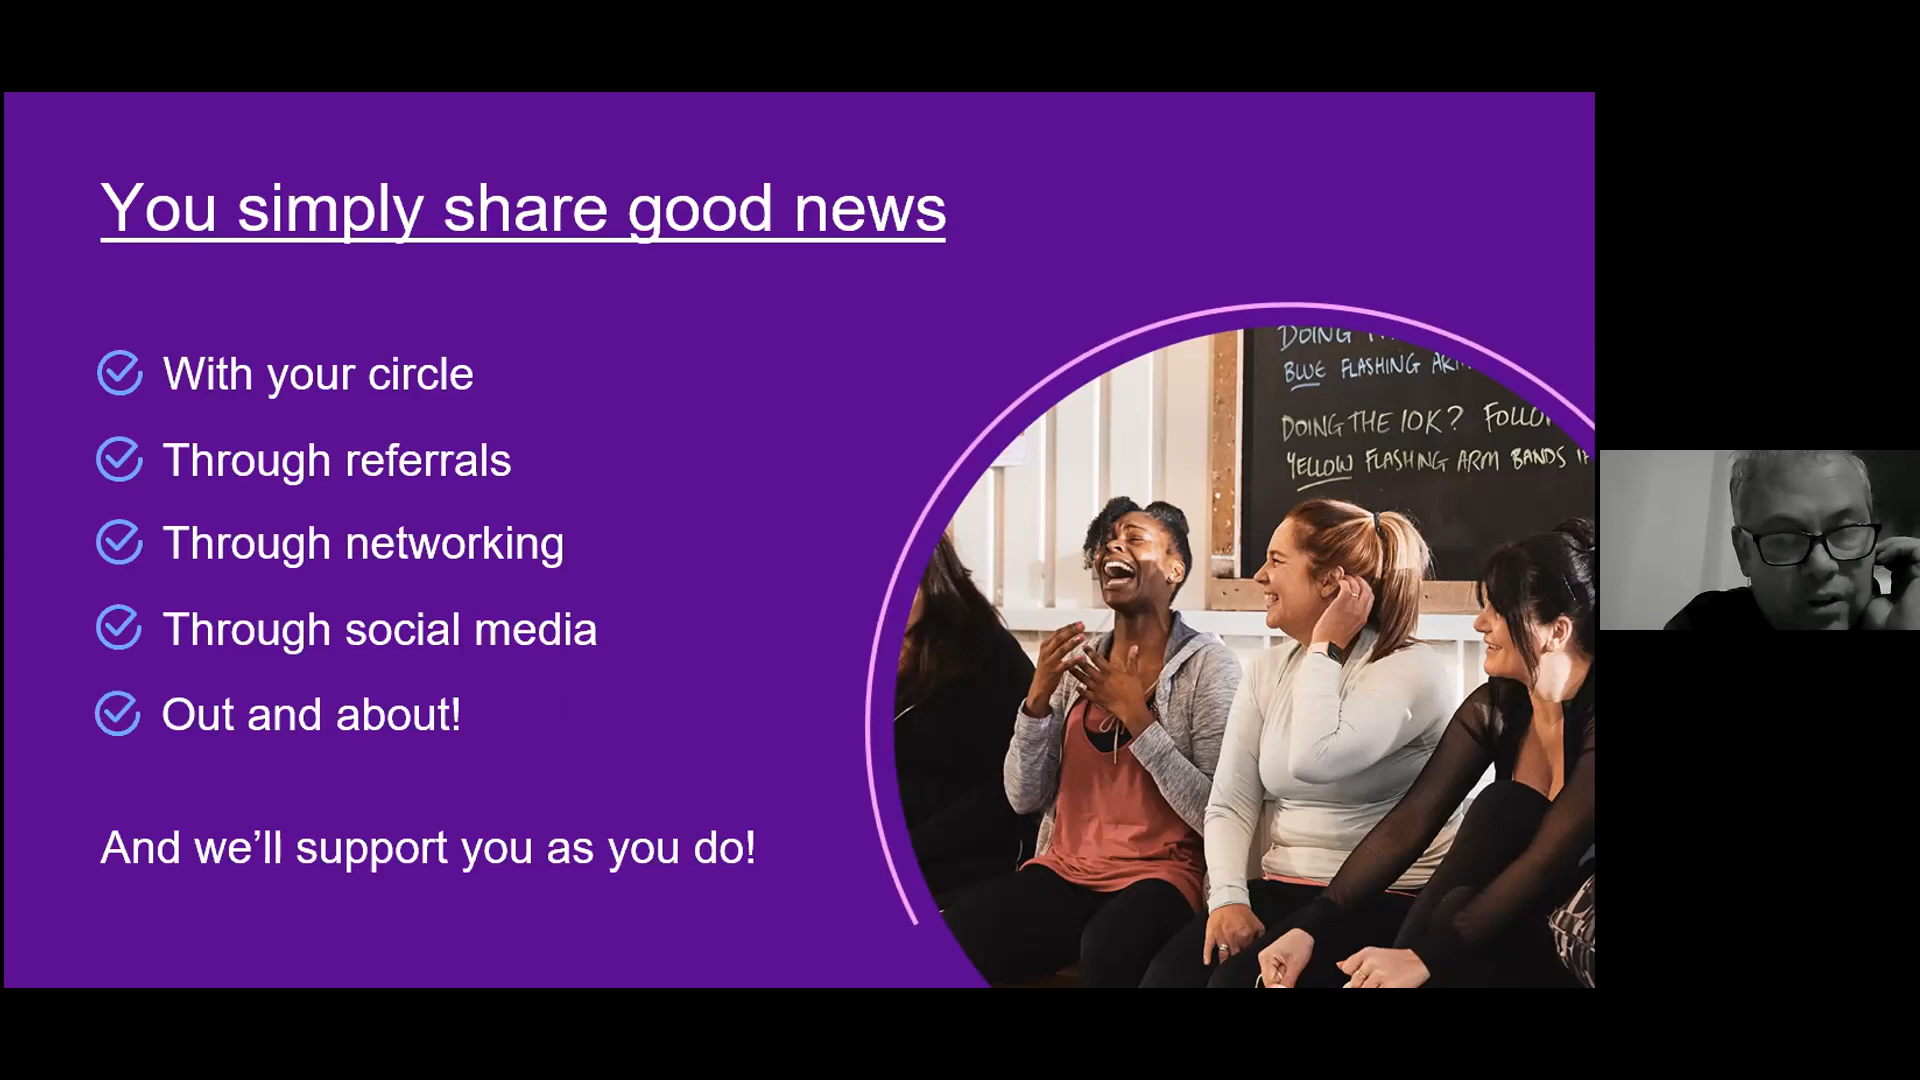 You simply share good news
With your circle
Through referrals
Through networking
Through social media
Out and about!
And we’ll support you as you do!
DOING
BLUE FLASHING
DOING THE 10K?
YELLOW FLASHING ARM BANDS